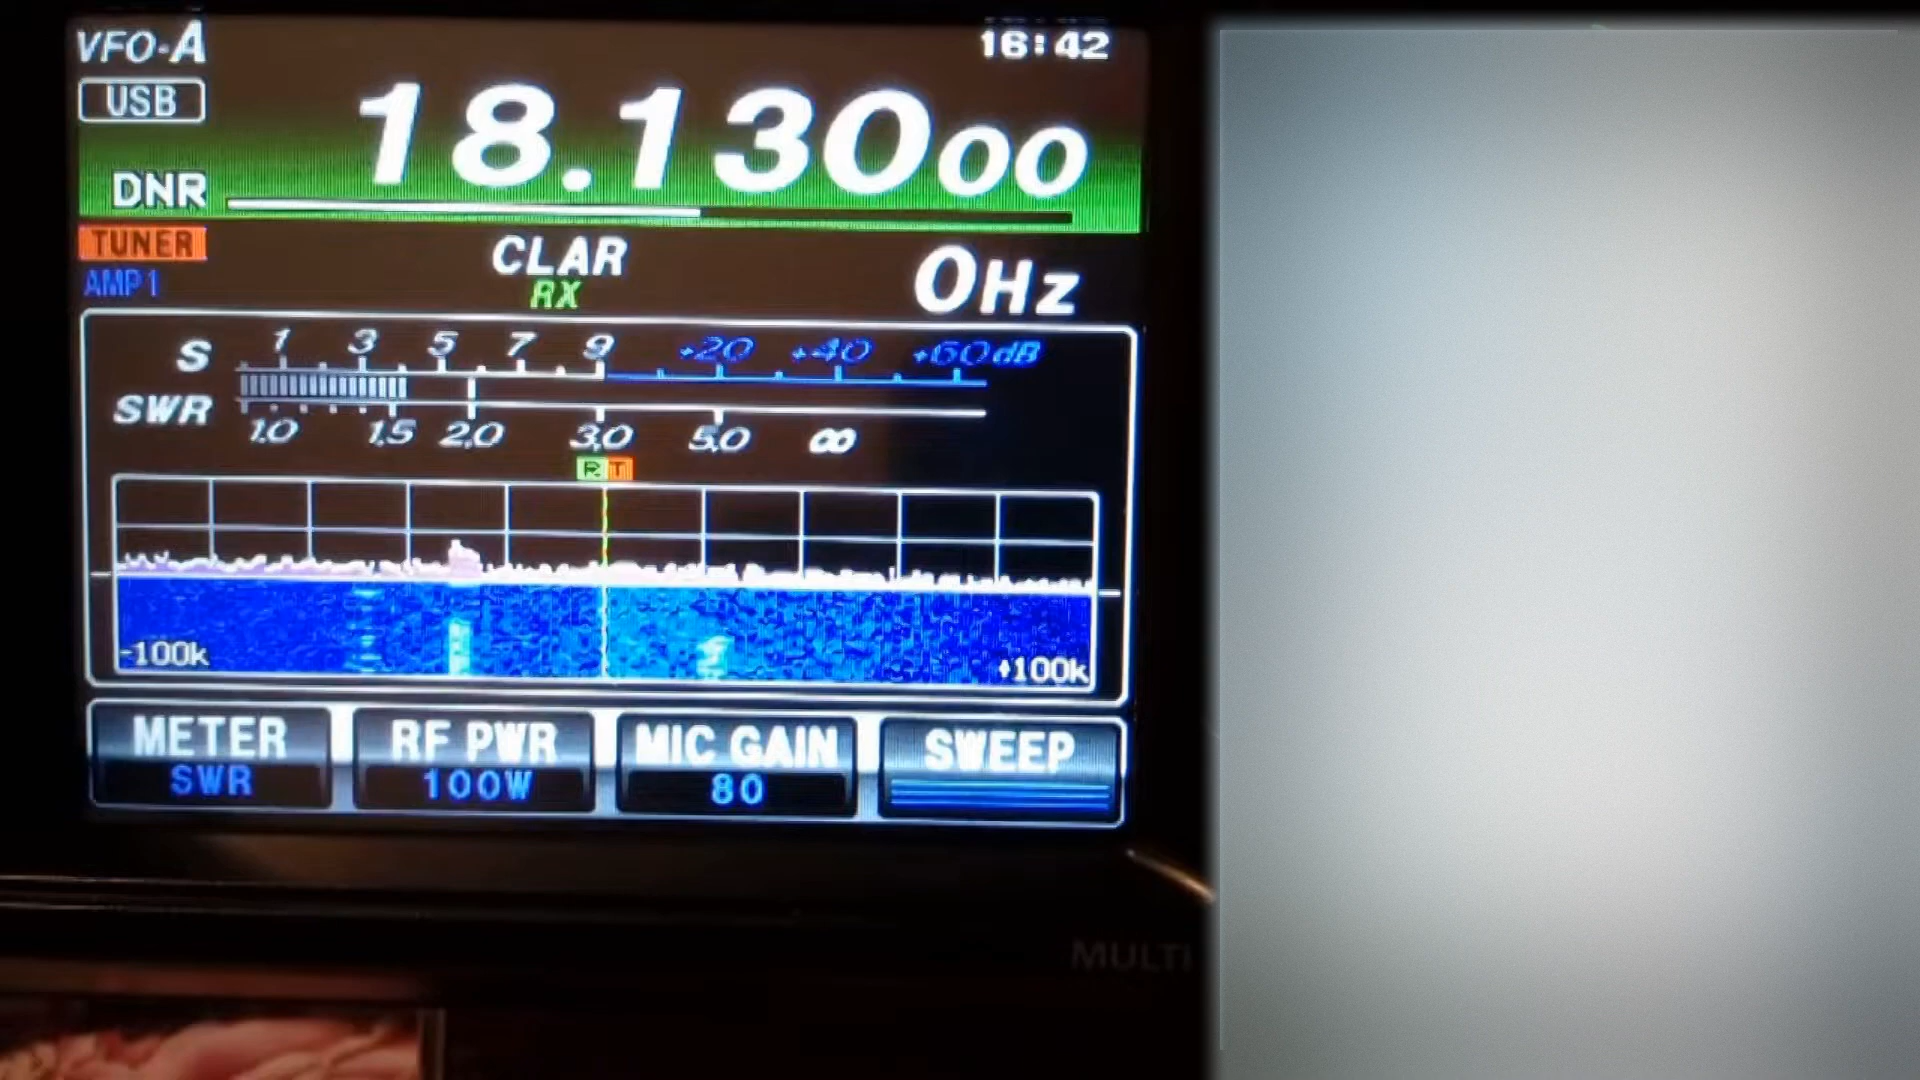 VFO-A 16:42
USB 18.13000
DNR
TUNER CLAR 0Hz
AMP1 RX
S 1 3 5 7 9 +20 +40 +60dB
SWR
1.0 1.5 2.0 3.0 5.0 ∞
R T
-100k +100k
METER RF PWR MIC GAIN SWEEP
SWR 100W 80
MULTI